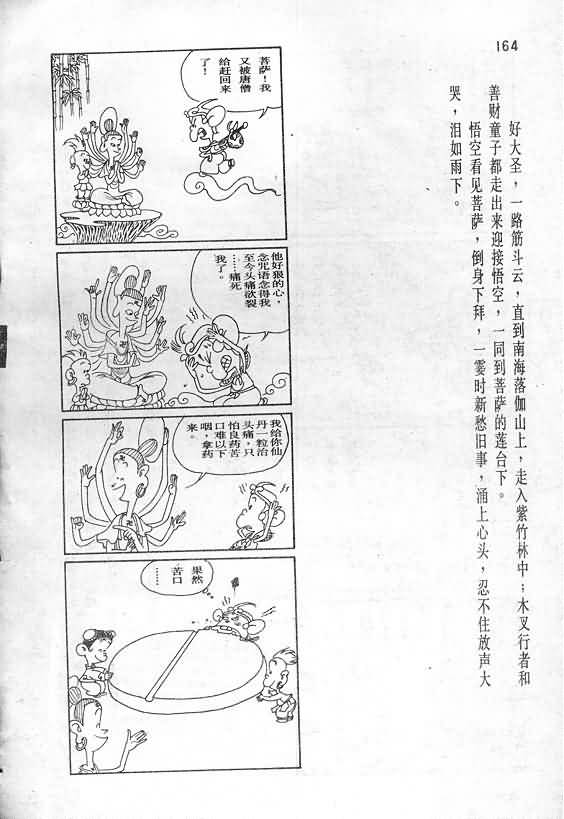 164
好大圣，一路筋斗云，直到南海落伽山上，走入紫竹林中；木叉行者和
善财童子都走出来迎接悟空，一同到菩萨的莲台下。
悟空看见菩萨，倒身下拜，一霎时新愁旧事，涌上心头，忍不住放声大
哭，泪如雨下。
菩萨！我
又被唐僧
给赶回来
了！
他好狠的心，
念咒语念得我
至今头痛欲裂
……痛死
我了。
我给你仙
丹一粒治
头痛，只
怕良药苦
口难以下
咽，拿药
来。
果然
苦口
……